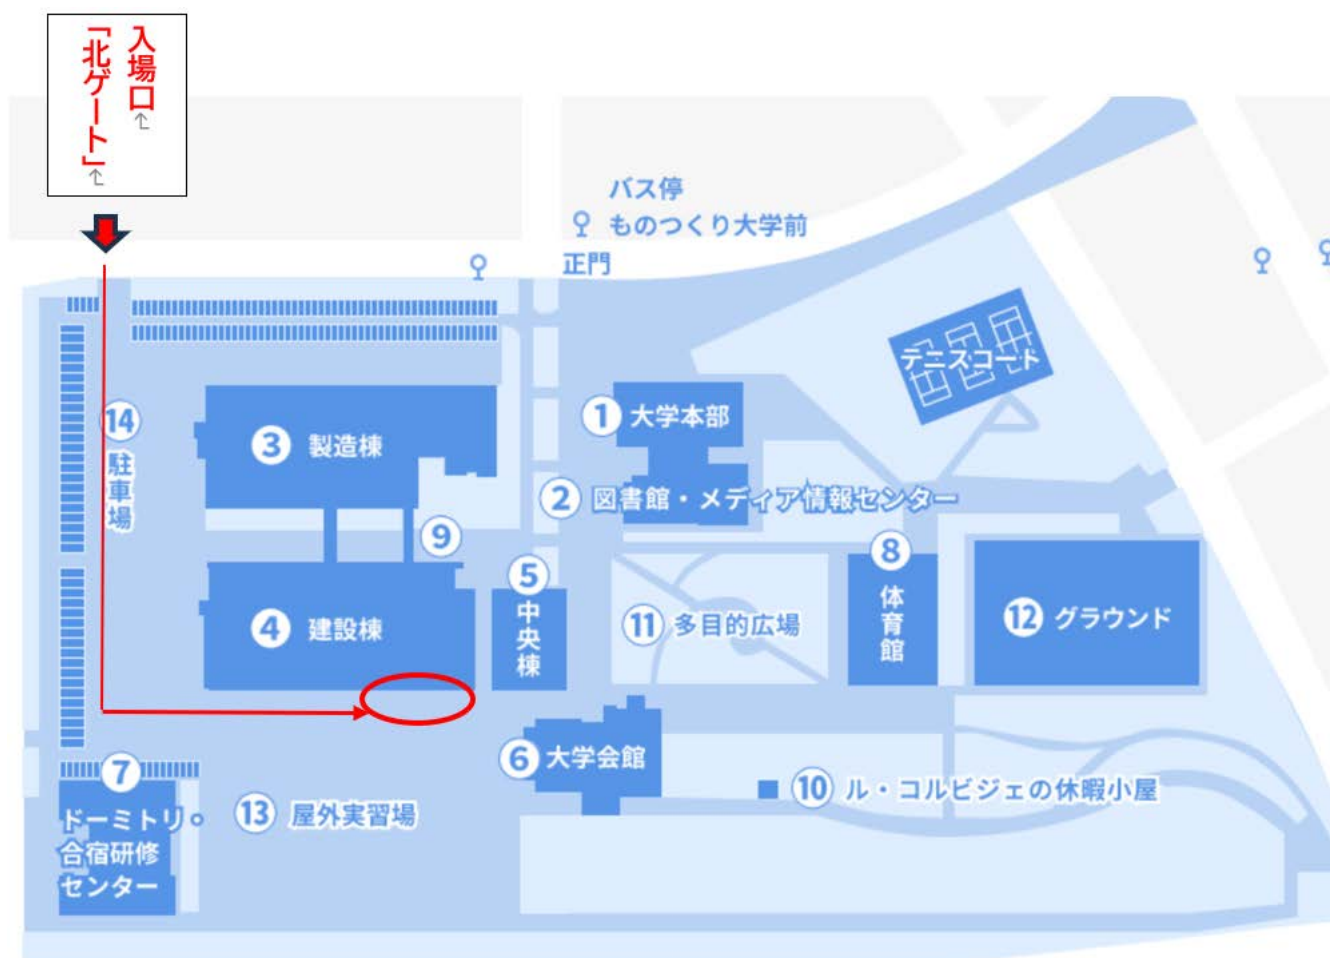 入場口↵
「北ゲート」↵
バス停
ものつくり大学前
正門
テニスコート
① 大学本部
② 図書館・メディア情報センター
③ 製造棟
⑭ 駐車場
⑨
⑧ 体育館
⑤ 中央棟
④ 建設棟
⑪ 多目的広場
⑫ グラウンド
⑥ 大学会館
⑦
ドーミトリ・
合宿研修
センター
⑬ 屋外実習場
⑩ ル・コルビジェの休暇小屋